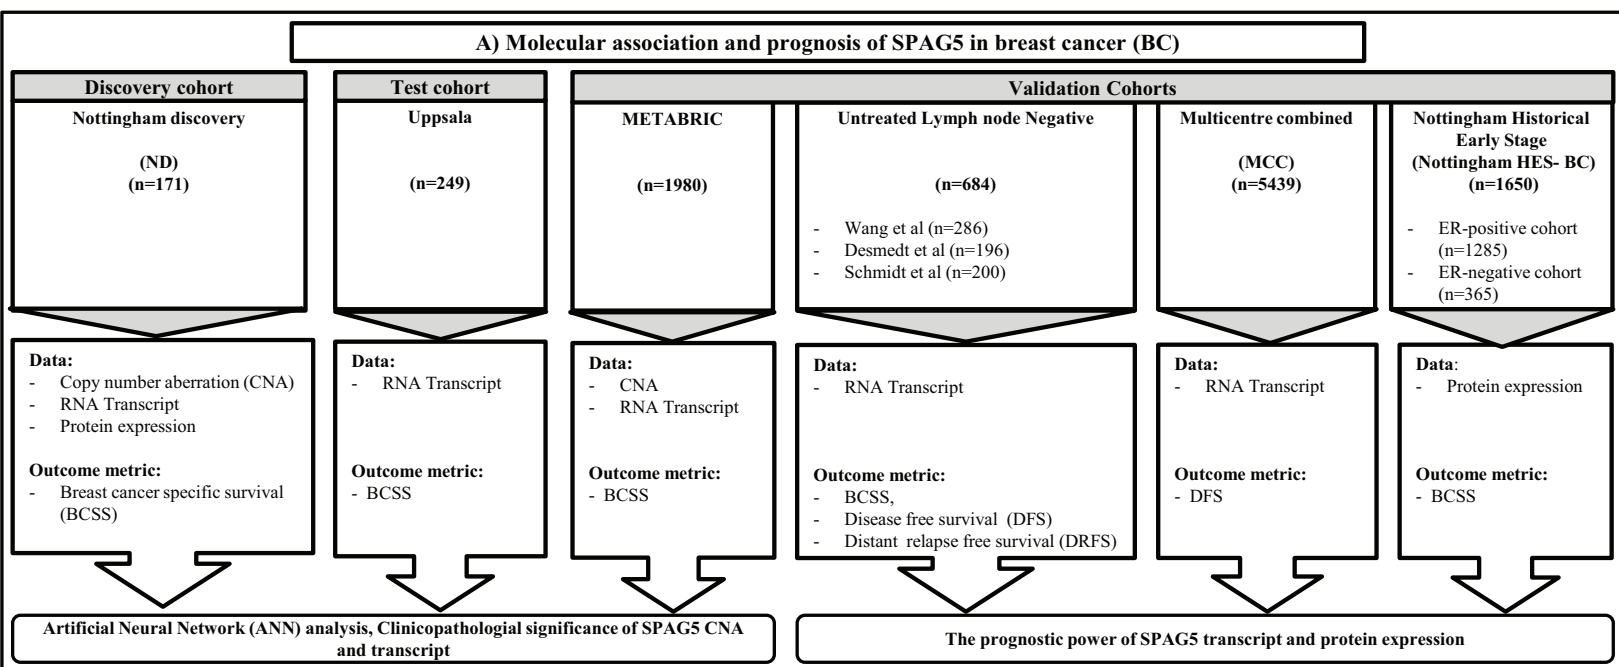 A) Molecular association and prognosis of SPAG5 in breast cancer (BC)
Discovery cohort
Test cohort
Validation Cohorts
Nottingham discovery
(ND)
(n=171)
Uppsala
(n=249)
METABRIC
(n=1980)
Untreated Lymph node Negative
(n=684)
- Wang et al (n=286)
- Desmedt et al (n=196)
- Schmidt et al (n=200)
Multicentre combined
(MCC)
(n=5439)
Nottingham Historical
Early Stage
(Nottingham HES- BC)
(n=1650)
- ER-positive cohort
(n=1285)
- ER-negative cohort
(n=365)
Data:
- Copy number aberration (CNA)
- RNA Transcript
- Protein expression
Outcome metric:
- Breast cancer specific survival
(BCSS)
Data:
- RNA Transcript
Outcome metric:
- BCSS
Data:
- CNA
- RNA Transcript
Outcome metric:
- BCSS
Data:
- RNA Transcript
Outcome metric:
- BCSS,
- Disease free survival (DFS)
- Distant relapse free survival (DRFS)
Data:
- RNA Transcript
Outcome metric:
- DFS
Data:
- Protein expression
Outcome metric:
- BCSS
Artificial Neural Network (ANN) analysis, Clinicopathologial significance of SPAG5 CNA
and transcript
The prognostic power of SPAG5 transcript and protein expression